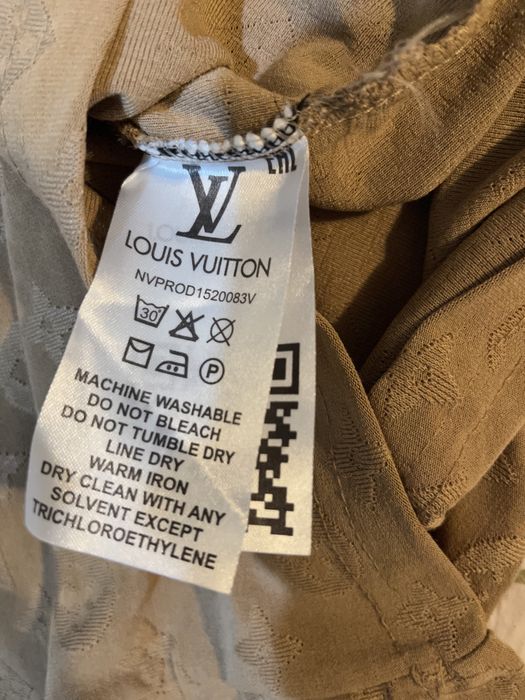 LV
LOUIS VUITTON
NVPROD1520083V
30°
P
MACHINE WASHABLE
DO NOT BLEACH
DO NOT TUMBLE DRY
LINE DRY
WARM IRON
DRY CLEAN WITH ANY
SOLVENT EXCEPT
TRICHLOROETHYLENE